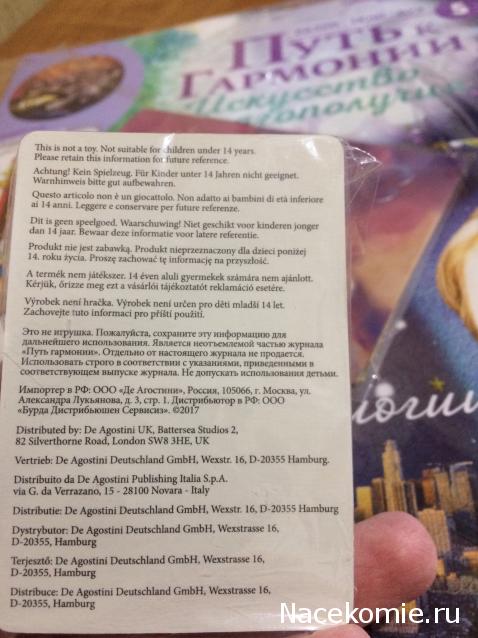 Путь к
Гармонии
Искусство
5
This is not a toy. Not suitable for children under 14 years.
Please retain this information for future reference.
Achtung! Kein Spielzeug. Für Kinder unter 14 Jahren nicht geeignet.
Warnhinweis bitte gut aufbewahren.
Questo articolo non è un giocattolo. Non adatto ai bambini di età inferiore
ai 14 anni. Leggere e conservare per future referenze.
Dit is geen speelgoed. Waarschuwing! Niet geschikt voor kinderen jonger
dan 14 jaar. Bewaar deze informatie voor latere referentie.
Produkt nie jest zabawką. Produkt nieprzeznaczony dla dzieci poniżej
14. roku życia. Proszę zachować tę informację na przyszłość.
A termék nem játékszer. 14 éven aluli gyermekek számára nem ajánlott.
Kérjük, őrizze meg ezt a vásárlói tájékoztatót reklamáció esetére.
Výrobek není hračka. Výrobek není určen pro děti mladší 14 let.
Zachovejte tuto informaci pro příští použití.
Это не игрушка. Пожалуйста, сохраните эту информацию для
дальнейшего использования. Является неотъемлемой частью журнала
«Путь гармонии». Отдельно от настоящего журнала не продается.
Использовать строго в соответствии с указаниями, приведенными в
соответствующем выпуске журнала. Не допускать использования детьми.
Импортер в РФ: ООО «Де Агостини», Россия, 105066, г. Москва, ул.
Александра Лукьянова, д. 3, стр. 1. Дистрибьютор в РФ: ООО
«Бурда Дистрибьюшен Сервисиз». ©2017
Distributed by: De Agostini UK, Battersea Studios 2,
82 Silverthorne Road, London SW8 3HE, UK
Vertrieb: De Agostini Deutschland GmbH, Wexstr. 16, D-20355 Hamburg.
Distribuito da De Agostini Publishing Italia S.p.A.
via G. da Verrazano, 15 - 28100 Novara - Italy
Distributie: De Agostini Deutschland GmbH, Wexstr. 16, D-20355 Hamburg
Dystrybutor: De Agostini Deutschland GmbH, Wexstrasse 16,
D-20355, Hamburg
Terjesztő: De Agostini Deutschland GmbH, Wexstrasse 16,
D-20355, Hamburg
Distribuce: De Agostini Deutschland GmbH, Wexstrasse 16,
D-20355, Hamburg
Nacekomie.ru